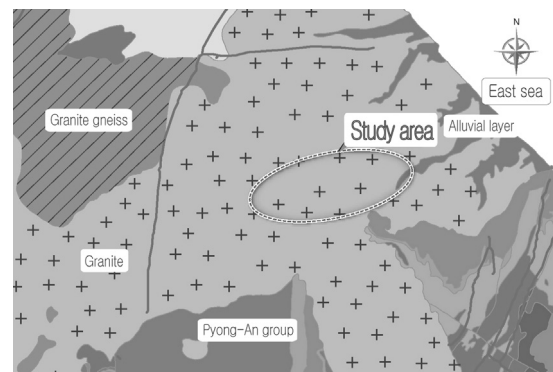 N
East sea
Granite gneiss
Study area
Alluvial layer
Granite
Pyong-An group